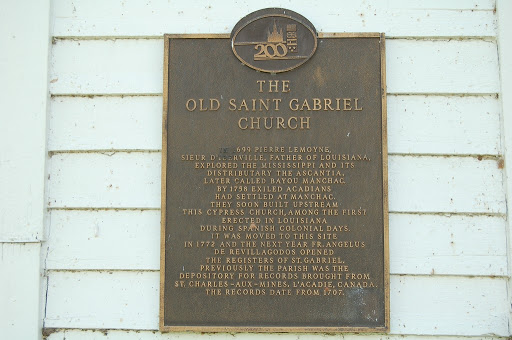 200
THE
OLD SAINT GABRIEL
CHURCH
699 PIERRE LEMOYNE,
SIEUR D'IBERVILLE, FATHER OF LOUISIANA,
EXPLORED THE MISSISSIPPI AND ITS
DISTRIBUTARY THE ASCANTIA,
LATER CALLED BAYOU MANCHAC.
BY 1758 EXILED ACADIANS
HAD SETTLED AT MANCHAC.
THEY SOON BUILT UPSTREAM
THIS CYPRESS CHURCH, AMONG THE FIRST
ERECTED IN LOUISIANA
DURING SPANISH COLONIAL DAYS.
IT WAS MOVED TO THIS SITE
IN 1772 AND THE NEXT YEAR FR. ANGELUS
DE REVILLAGODOS OPENED
THE REGISTERS OF ST. GABRIEL,
PREVIOUSLY THE PARISH WAS THE
DEPOSITORY FOR RECORDS BROUGHT FROM
ST. CHARLES-AUX-MINES, L'ACADIE, CANADA.
THE RECORDS DATE FROM 1707.